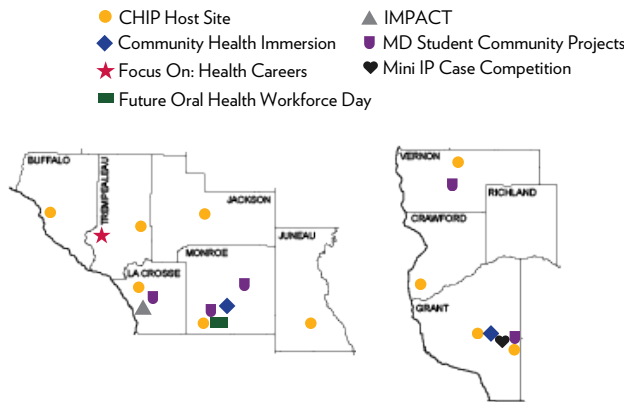 CHIP Host Site
Community Health Immersion
Focus On: Health Careers
Future Oral Health Workforce Day
IMPACT
MD Student Community Projects
Mini IP Case Competition
BUFFALO
TREMPEALEAU
JACKSON
JUNEAU
MONROE
LA CROSSE
VERNON
RICHLAND
CRAWFORD
GRANT